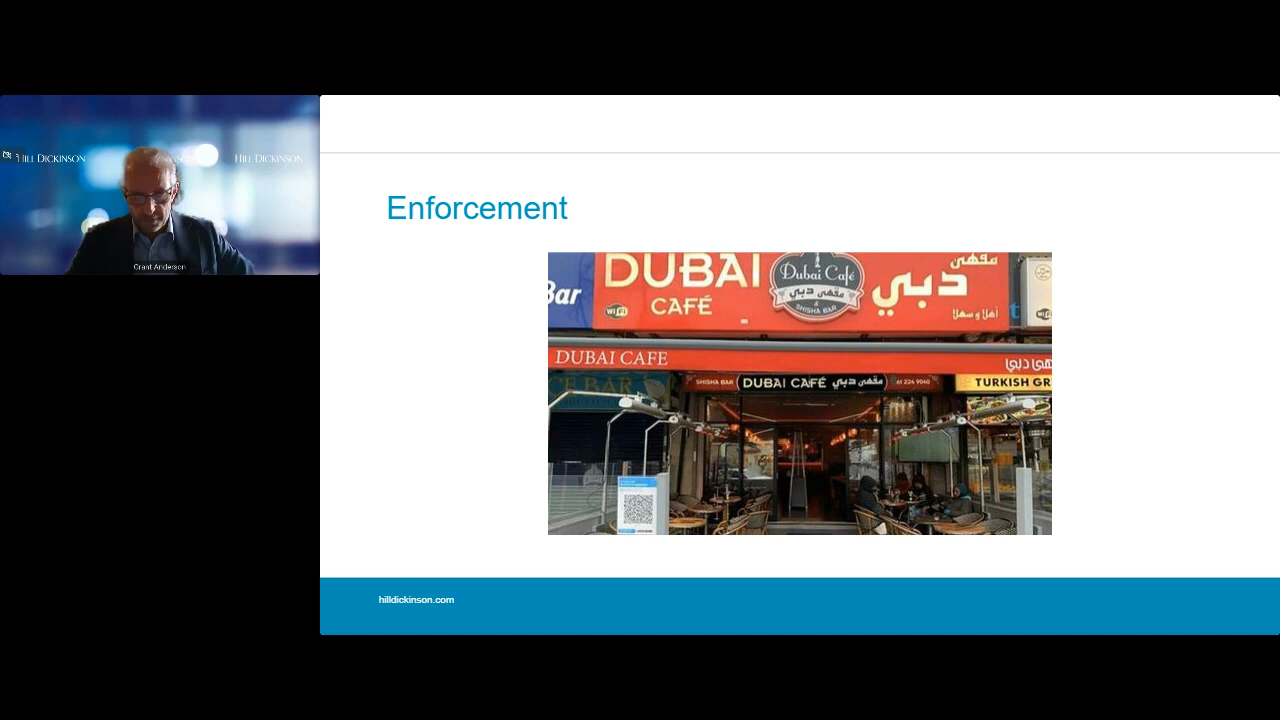 HILL DICKINSON
HILL DICKINSON
Grant Anderson
Enforcement
Bar
DUBAI
CAFÉ
WiFi
Dubai Café
مقهى دبي
&
SHISHA BAR
مقهى
دبي
أهلا و سهلا
DUBAI CAFE
CE BAR
SHISHA BAR
DUBAI CAFÉ مقهى دبي
61 224 9040
TURKISH GR
hilldickinson.com